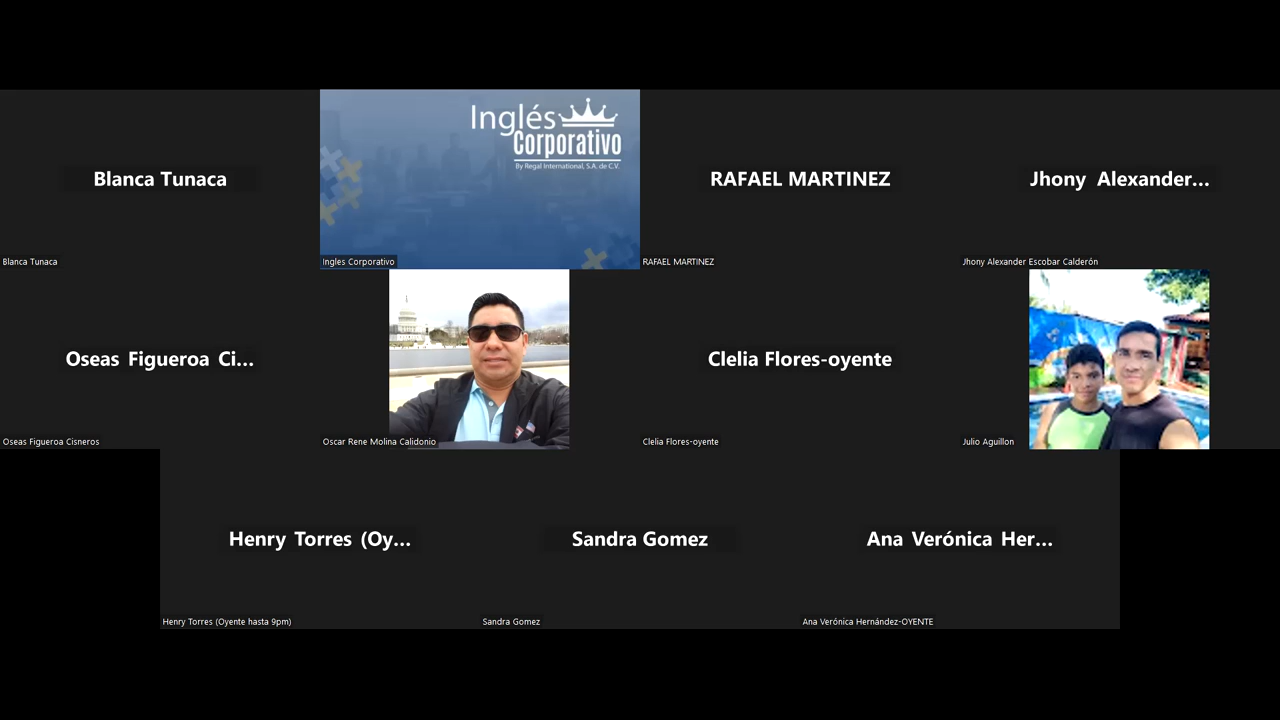 Blanca Tunaca
Blanca Tunaca
Inglés
Corporativo
By Regal International, S.A. de C.V.
Ingles Corporativo
RAFAEL MARTINEZ
RAFAEL MARTINEZ
Jhony Alexander...
Jhony Alexander Escobar Calderón
Oseas Figueroa Ci...
Oseas Figueroa Cisneros
Oscar Rene Molina Calidonio
Clelia Flores-oyente
Clelia Flores-oyente
Julio Aguillon
Henry Torres (Oy...
Henry Torres (Oyente hasta 9pm)
Sandra Gomez
Sandra Gomez
Ana Verónica Her...
Ana Verónica Hernández-OYENTE